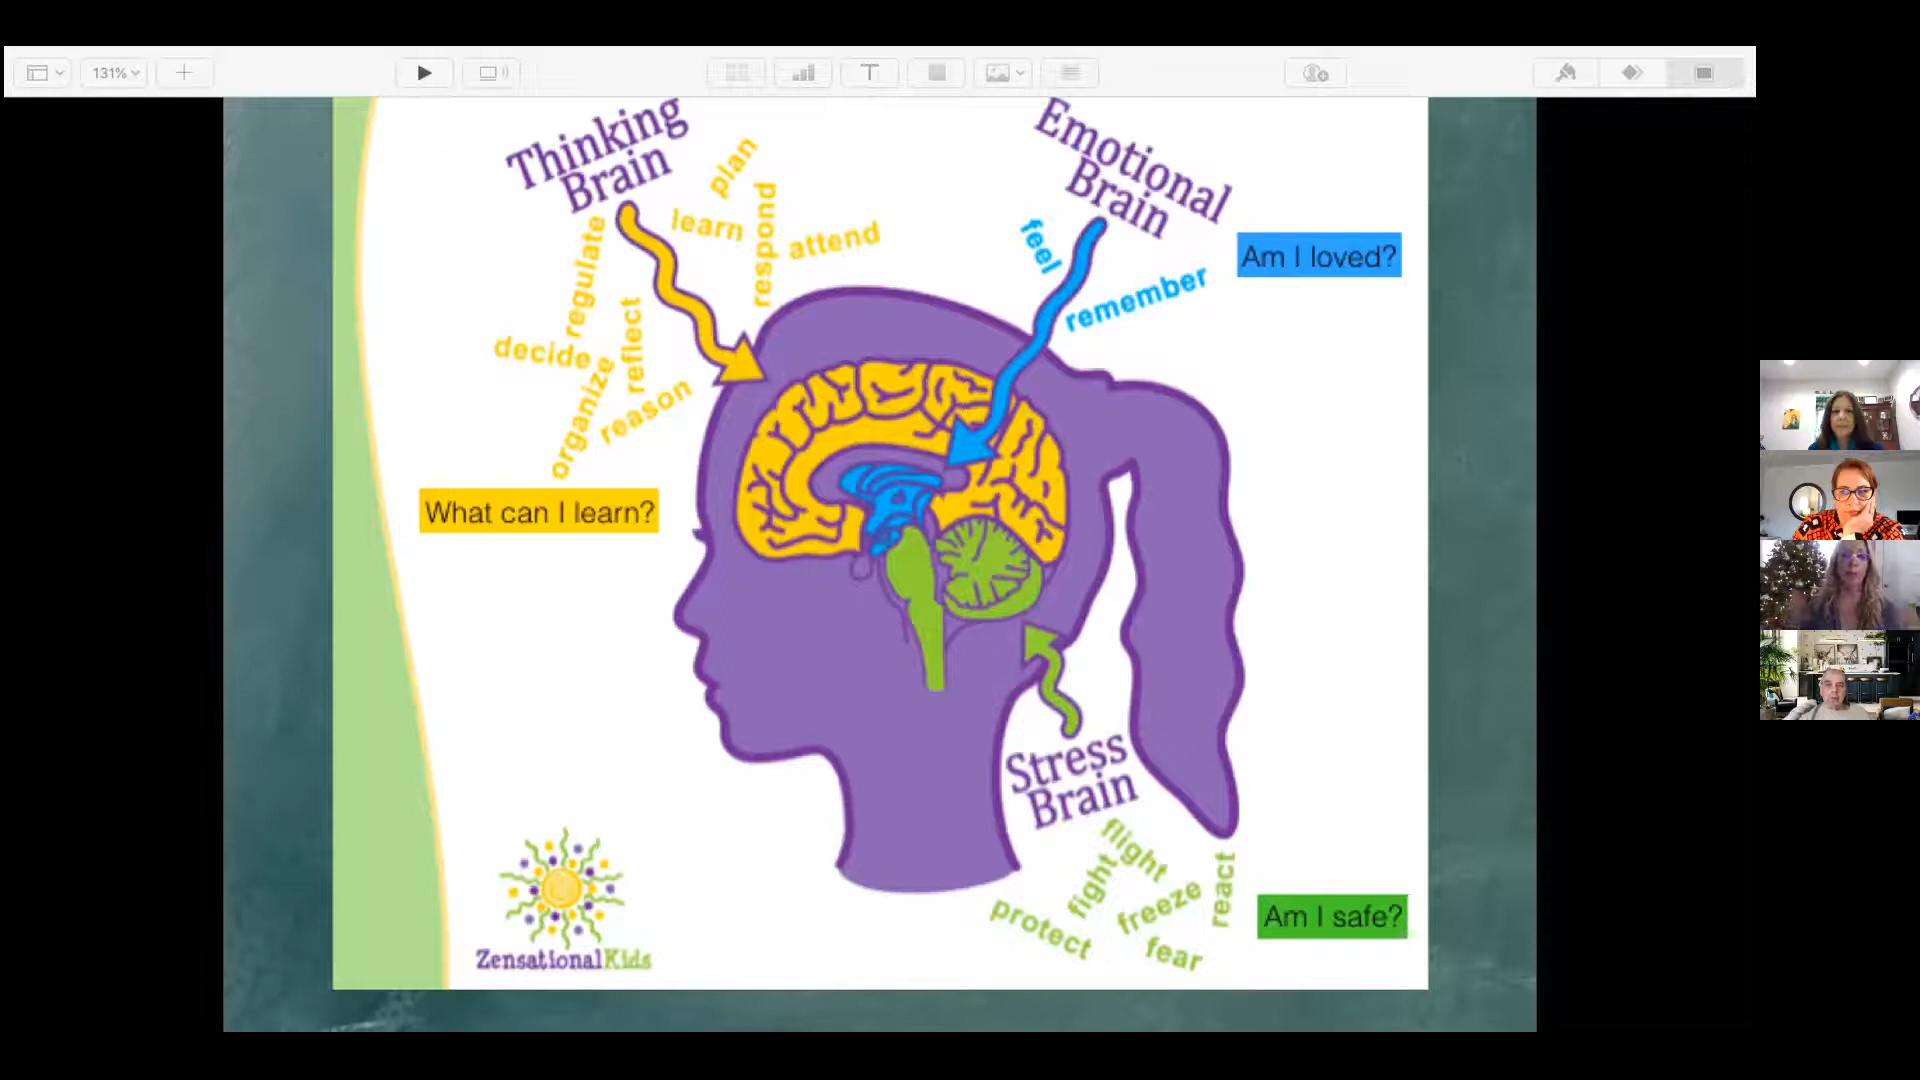 131%
Thinking
Brain
plan
learn
respond
attend
regulate
reflect
decide
organize
reason
What can I learn?
Emotional
Brain
feel
remember
Am I loved?
Stress
Brain
flight
fight
freeze
react
protect
fear
Am I safe?
ZensationalKids